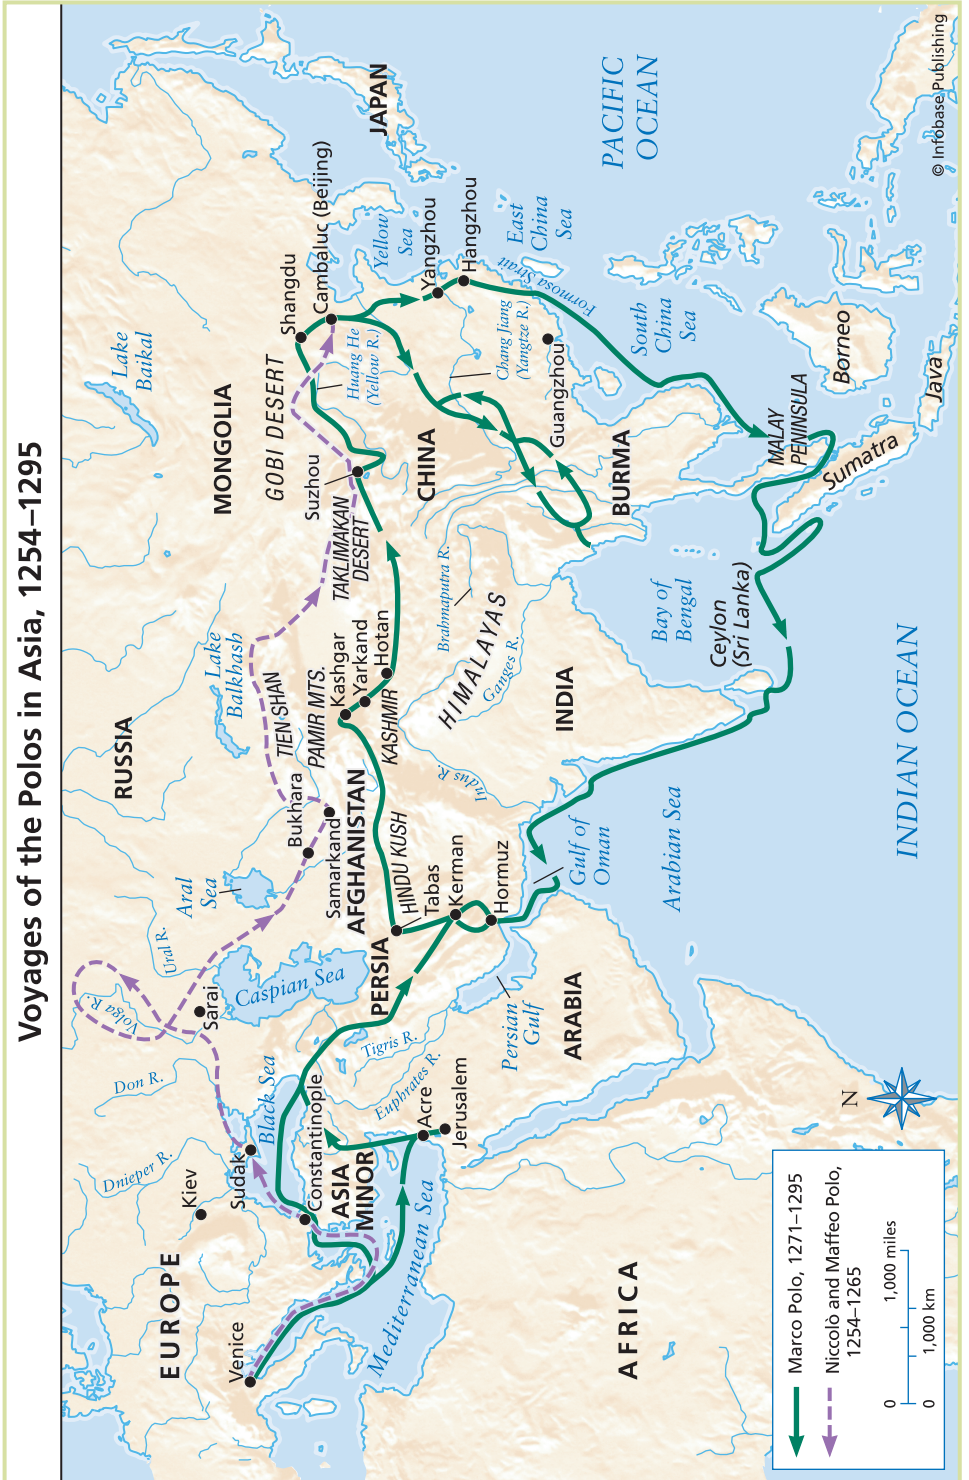 Voyages of the Polos in Asia, 1254–1295
EUROPE
RUSSIA
MONGOLIA
Lake
Baikal
Kiev
Dnieper R.
Don R.
Volga R.
Ural R.
Sarai
Aral
Sea
Lake
Balkhash
Venice
Sudak
Black Sea
Caspian Sea
Bukhara
Samarkand
TIEN SHAN
PAMIR MTS.
TAKLIMAKAN
DESERT
GOBI DESERT
Suzhou
Shangdu
Cambaluc (Beijing)
JAPAN
Constantinople
ASIA
MINOR
Tigris R.
Euphrates R.
PERSIA
AFGHANISTAN
HINDU KUSH
Kashgar
Yarkand
Hotan
KASHMIR
Huang He
(Yellow R.)
Yellow
Sea
CHINA
Yangzhou
Hangzhou
East
China
Sea
Mediterranean Sea
Acre
Jerusalem
Tabas
Kerman
Hormuz
Indus R.
HIMALAYAS
Brahmaputra R.
Ganges R.
Chang Jiang
(Yangtze R.)
Formosa Strait
Guangzhou
PACIFIC
OCEAN
Persian
Gulf
ARABIA
Gulf of
Oman
INDIA
BURMA
South
China
Sea
AFRICA
Arabian Sea
Bay of
Bengal
Ceylon
(Sri Lanka)
MALAY
PENINSULA
Borneo
Sumatra
Java
INDIAN OCEAN
N
Marco Polo, 1271–1295
Niccolò and Maffeo Polo,
1254–1265
0 1,000 miles
0 1,000 km
© Infobase Publishing